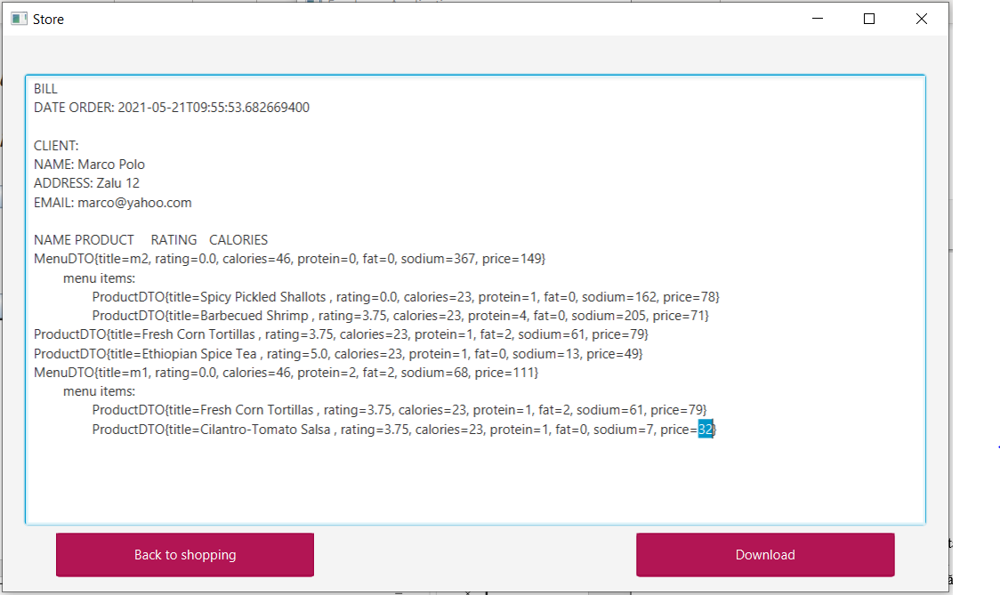 Store
BILL
DATE ORDER: 2021-05-21T09:55:53.682669400
CLIENT:
NAME: Marco Polo
ADDRESS: Zalu 12
EMAIL: marco@yahoo.com
NAME PRODUCT RATING CALORIES
MenuDTO{title=m2, rating=0.0, calories=46, protein=0, fat=0, sodium=367, price=149}
menu items:
ProductDTO{title=Spicy Pickled Shallots , rating=0.0, calories=23, protein=1, fat=0, sodium=162, price=78}
ProductDTO{title=Barbecued Shrimp , rating=3.75, calories=23, protein=4, fat=0, sodium=205, price=71}
ProductDTO{title=Fresh Corn Tortillas , rating=3.75, calories=23, protein=1, fat=2, sodium=61, price=79}
ProductDTO{title=Ethiopian Spice Tea , rating=5.0, calories=23, protein=1, fat=0, sodium=13, price=49}
MenuDTO{title=m1, rating=0.0, calories=46, protein=2, fat=2, sodium=68, price=111}
menu items:
ProductDTO{title=Fresh Corn Tortillas , rating=3.75, calories=23, protein=1, fat=2, sodium=61, price=79}
ProductDTO{title=Cilantro-Tomato Salsa , rating=3.75, calories=23, protein=1, fat=0, sodium=7, price=32}
Back to shopping
Download